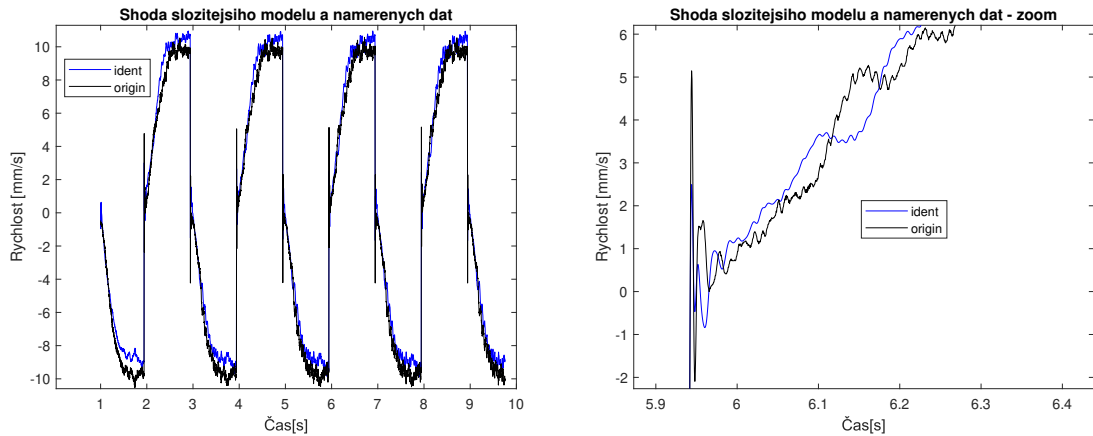 Shoda slozitejsiho modelu a namerenych dat
Rychlost [mm/s]
10
8
6
4
2
0
-2
-4
-6
-8
-10
ident
origin
1 2 3 4 5 6 7 8 9 10
Čas[s]
Shoda slozitejsiho modelu a namerenych dat - zoom
Rychlost [mm/s]
6
5
4
3
2
1
0
-1
-2
ident
origin
5.9 6 6.1 6.2 6.3 6.4
Čas[s]